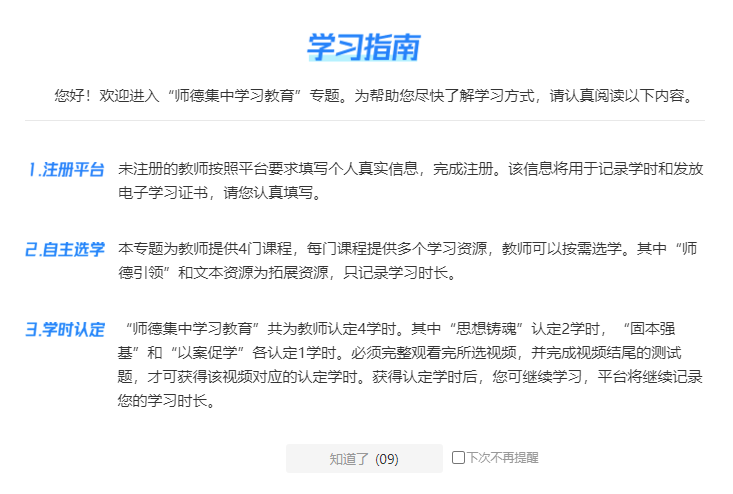 学习指南
您好！欢迎进入“师德集中学习教育”专题。为帮助您尽快了解学习方式，请认真阅读以下内容。
1.注册平台
未注册的教师按照平台要求填写个人真实信息，完成注册。该信息将用于记录学时和发放
电子学习证书，请您认真填写。
2.自主选学
本专题为教师提供4门课程，每门课程提供多个学习资源，教师可以按需选学。其中“师
德引领”和文本资源为拓展资源，只记录学习时长。
3.学时认定
“师德集中学习教育”共为教师认定4学时。其中“思想铸魂”认定2学时，“固本强
基”和“以案促学”各认定1学时。必须完整观看完所选视频，并完成视频结尾的测试
题，才可获得该视频对应的认定学时。获得认定学时后，您可继续学习，平台将继续记录
您的学习时长。
知道了 (09)
下次不再提醒